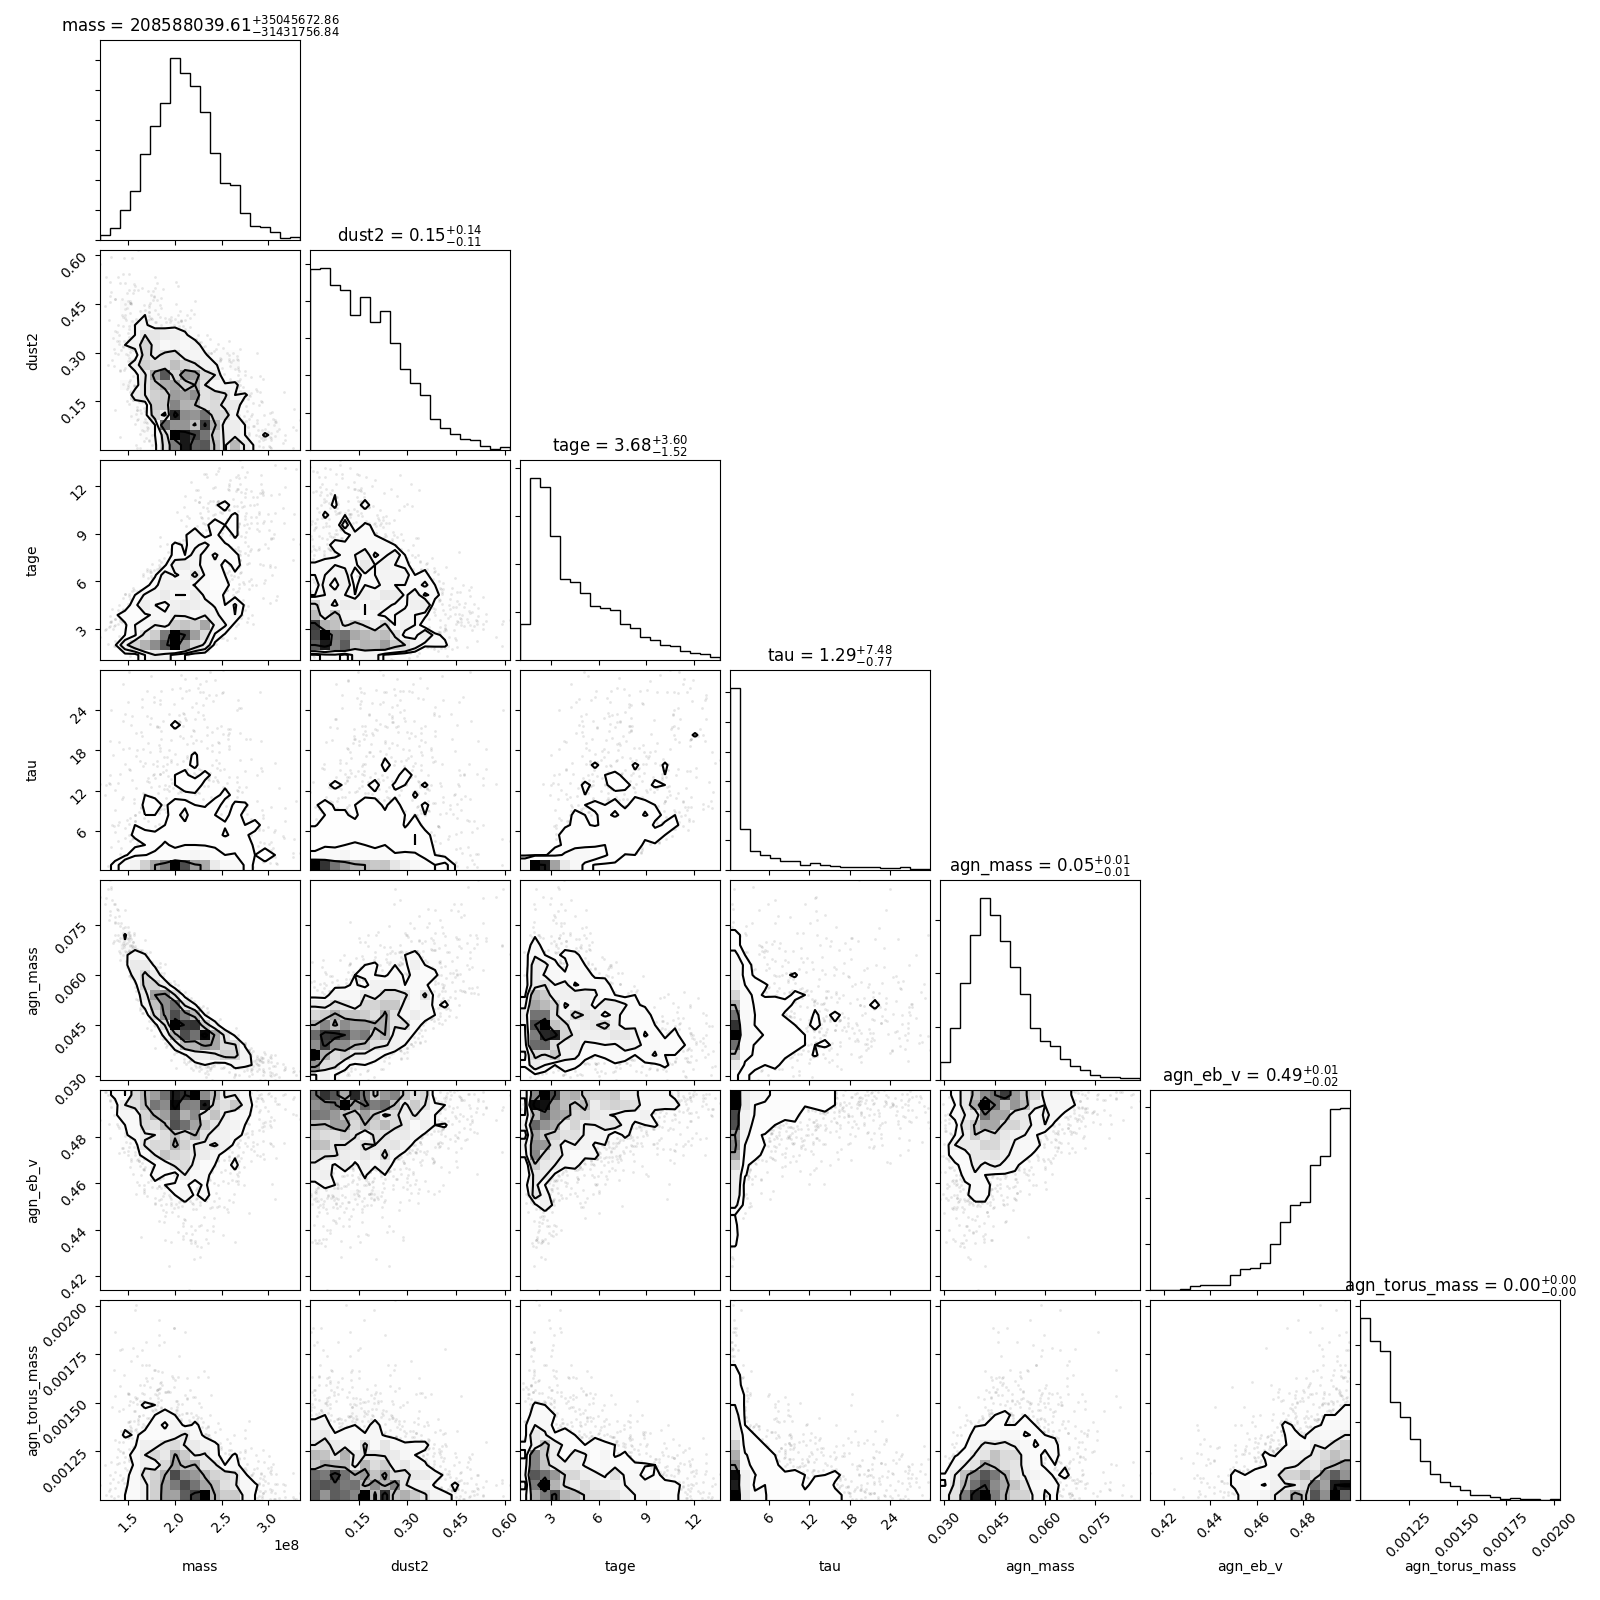 mass = 208588039.61+35045672.86 −31431756.84
dust2 = 0.15+0.14 −0.11
0.60
0.45
0.30
0.15
dust2
tage = 3.68+3.60 −1.52
12
9
6
3
tage
tau = 1.29+7.48 −0.77
24
18
12
6
tau
agn_mass = 0.05+0.01 −0.01
0.075
0.060
0.045
0.030
agn_mass
agn_eb_v = 0.49+0.01 −0.02
0.48
0.46
0.44
0.42
agn_eb_v
agn_torus_mass = 0.00+0.00 −0.00
0.00200
0.00175
0.00150
0.00125
agn_torus_mass
1.5 2.0 2.5 3.0 0.15 0.30 0.45 0.60 3 6 9 12 6 12 18 24 0.030 0.045 0.060 0.075 0.42 0.44 0.46 0.48 0.00125 0.00150 0.00175 0.00200
1e8
mass dust2 tage tau agn_mass agn_eb_v agn_torus_mass